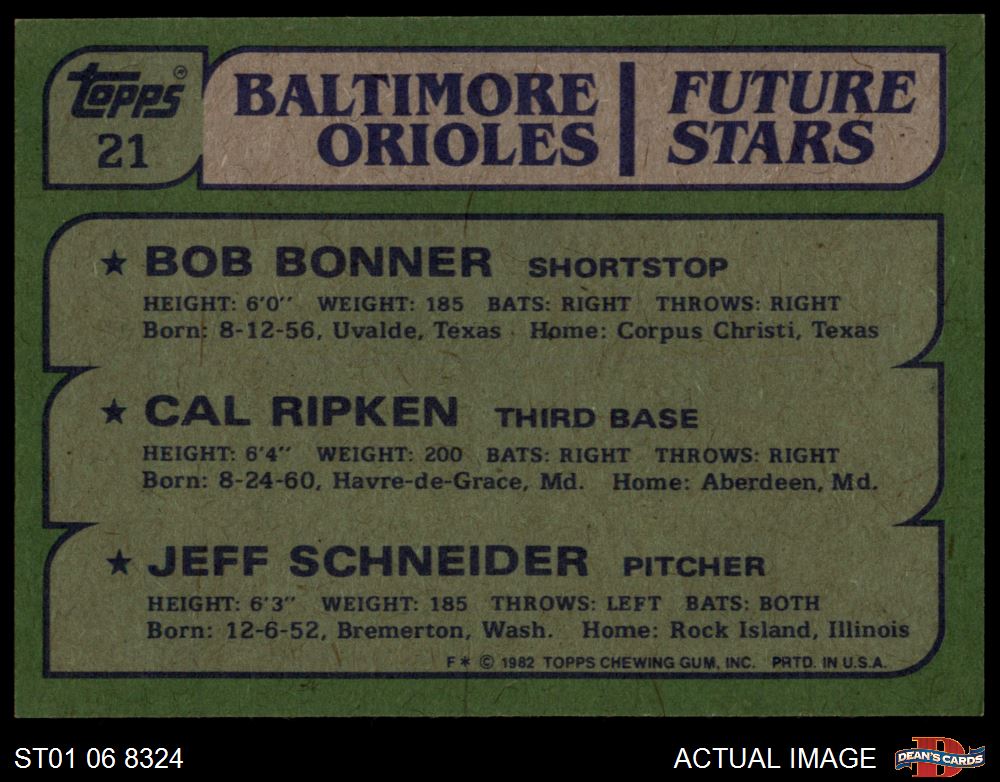 Topps®
21
BALTIMORE ORIOLES
FUTURE STARS
★ BOB BONNER SHORTSTOP
HEIGHT: 6'0" WEIGHT: 185 BATS: RIGHT THROWS: RIGHT
Born: 8-12-56, Uvalde, Texas Home: Corpus Christi, Texas
★ CAL RIPKEN THIRD BASE
HEIGHT: 6'4" WEIGHT: 200 BATS: RIGHT THROWS: RIGHT
Born: 8-24-60, Havre-de-Grace, Md. Home: Aberdeen, Md.
★ JEFF SCHNEIDER PITCHER
HEIGHT: 6'3" WEIGHT: 185 THROWS: LEFT BATS: BOTH
Born: 12-6-52, Bremerton, Wash. Home: Rock Island, Illinois
F* © 1982 TOPPS CHEWING GUM, INC. PRTD. IN U.S.A.
ST01 06 8324
ACTUAL IMAGE
D
DEAN'S CARDS